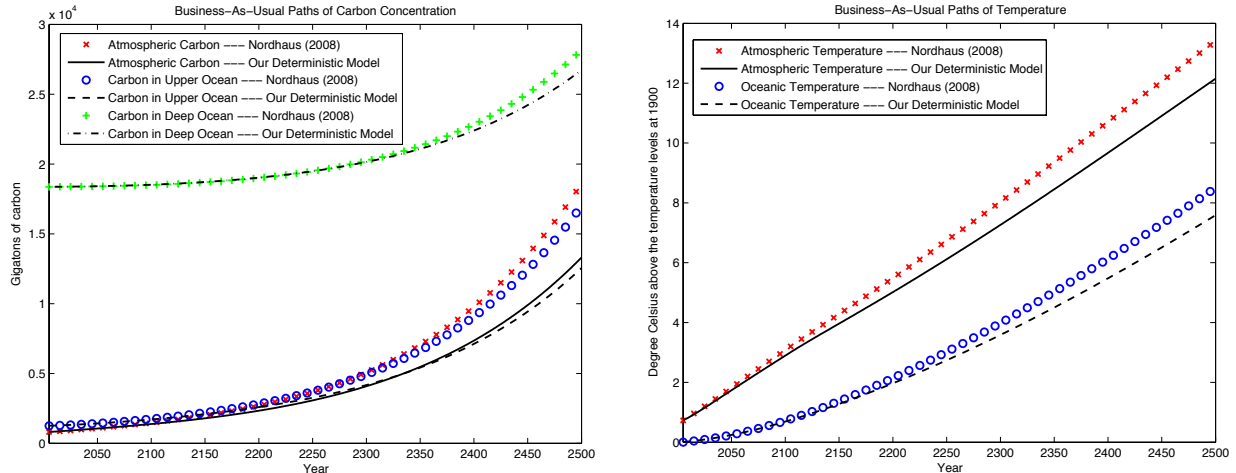 Business−As−Usual Paths of Carbon Concentration
3 x 10^4
2.5
2
1.5
1
0.5
0
Gigatons of carbon
Atmospheric Carbon −−− Nordhaus (2008)
Atmospheric Carbon −−− Our Deterministic Model
Carbon in Upper Ocean −−− Nordhaus (2008)
Carbon in Upper Ocean −−− Our Deterministic Model
Carbon in Deep Ocean −−− Nordhaus (2008)
Carbon in Deep Ocean −−− Our Deterministic Model
2050 2100 2150 2200 2250 2300 2350 2400 2450 2500
Year
Business−As−Usual Paths of Temperature
14
12
10
8
6
4
2
0
Degree Celsius above the temperature levels at 1900
Atmospheric Temperature −−− Nordhaus (2008)
Atmospheric Temperature −−− Our Deterministic Model
Oceanic Temperature −−− Nordhaus (2008)
Oceanic Temperature −−− Our Deterministic Model
2050 2100 2150 2200 2250 2300 2350 2400 2450 2500
Year